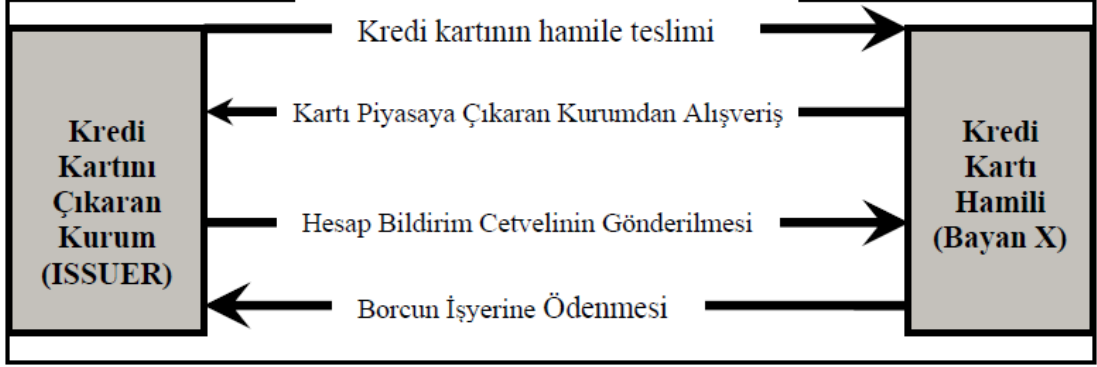 Kredi kartının hamile teslimi
Kartı Piyasaya Çıkaran Kurumdan Alışveriş
Hesap Bildirim Cetvelinin Gönderilmesi
Borcun İşyerine Ödenmesi
Kredi
Kartını
Çıkaran
Kurum
(ISSUER)
Kredi
Kartı
Hamili
(Bayan X)